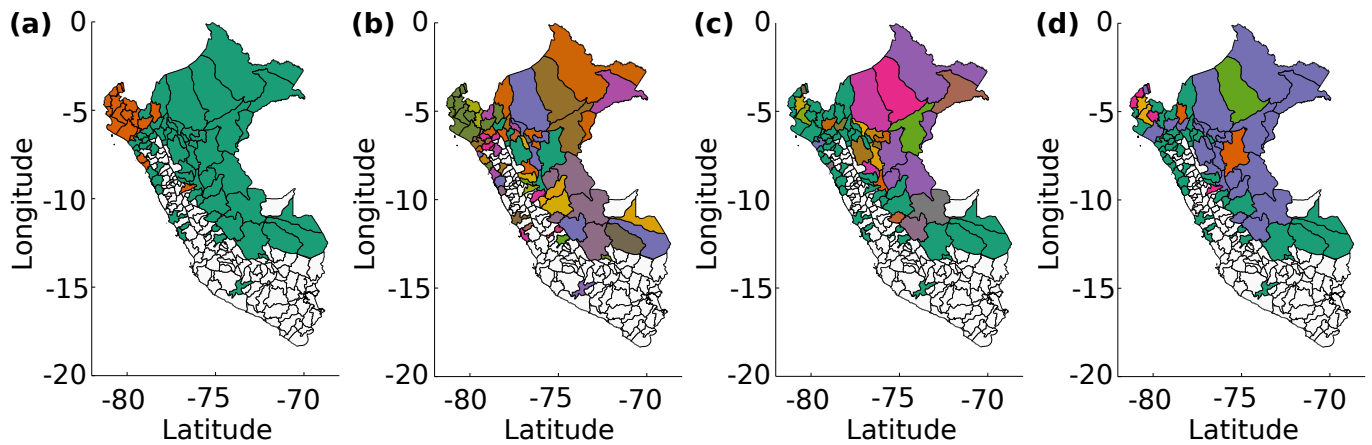 (a) (b) (c) (d)
0 0 0 0
-5 -5 -5 -5
-10 -10 -10 -10
-15 -15 -15 -15
-20 -20 -20 -20
-80 -75 -70 -80 -75 -70 -80 -75 -70 -80 -75 -70
Longitude Longitude Longitude Longitude
Latitude Latitude Latitude Latitude